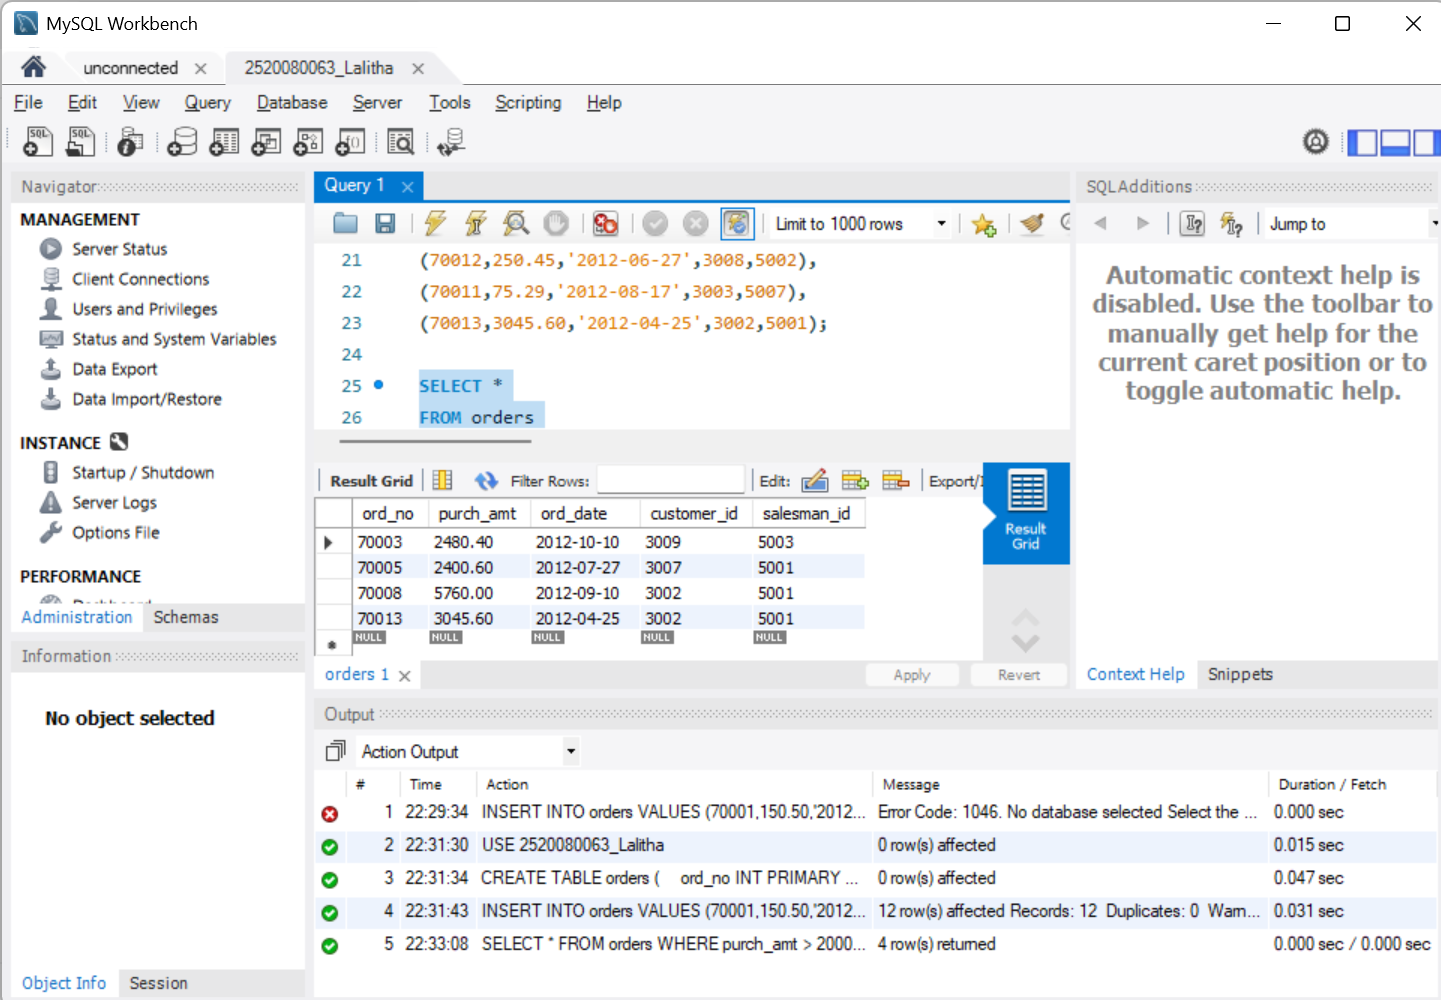 MySQL Workbench
unconnected
2520080063_Lalitha
File Edit View Query Database Server Tools Scripting Help
Navigator
MANAGEMENT
Server Status
Client Connections
Users and Privileges
Status and System Variables
Data Export
Data Import/Restore
INSTANCE
Startup / Shutdown
Server Logs
Options File
PERFORMANCE
Dashboard
Administration Schemas
Information
No object selected
Object Info Session
Query 1
Limit to 1000 rows
21 (70012,250.45,'2012-06-27',3008,5002),
22 (70011,75.29,'2012-08-17',3003,5007),
23 (70013,3045.60,'2012-04-25',3002,5001);
24
25 SELECT *
26 FROM orders
Result Grid Filter Rows: Edit: Export/I
ord_no purch_amt ord_date customer_id salesman_id
70003 2480.40 2012-10-10 3009 5003
70005 2400.60 2012-07-27 3007 5001
70008 5760.00 2012-09-10 3002 5001
70013 3045.60 2012-04-25 3002 5001
NULL NULL NULL NULL NULL
Result
Grid
orders 1
Apply Revert
SQLAdditions
Jump to
Automatic context help is
disabled. Use the toolbar to
manually get help for the
current caret position or to
toggle automatic help.
Context Help Snippets
Output
Action Output
# Time Action Message Duration / Fetch
1 22:29:34 INSERT INTO orders VALUES (70001,150.50,'2012... Error Code: 1046. No database selected Select the ... 0.000 sec
2 22:31:30 USE 2520080063_Lalitha 0 row(s) affected 0.015 sec
3 22:31:34 CREATE TABLE orders ( ord_no INT PRIMARY ... 0 row(s) affected 0.047 sec
4 22:31:43 INSERT INTO orders VALUES (70001,150.50,'2012... 12 row(s) affected Records: 12 Duplicates: 0 Warn... 0.031 sec
5 22:33:08 SELECT * FROM orders WHERE purch_amt > 2000... 4 row(s) returned 0.000 sec / 0.000 sec